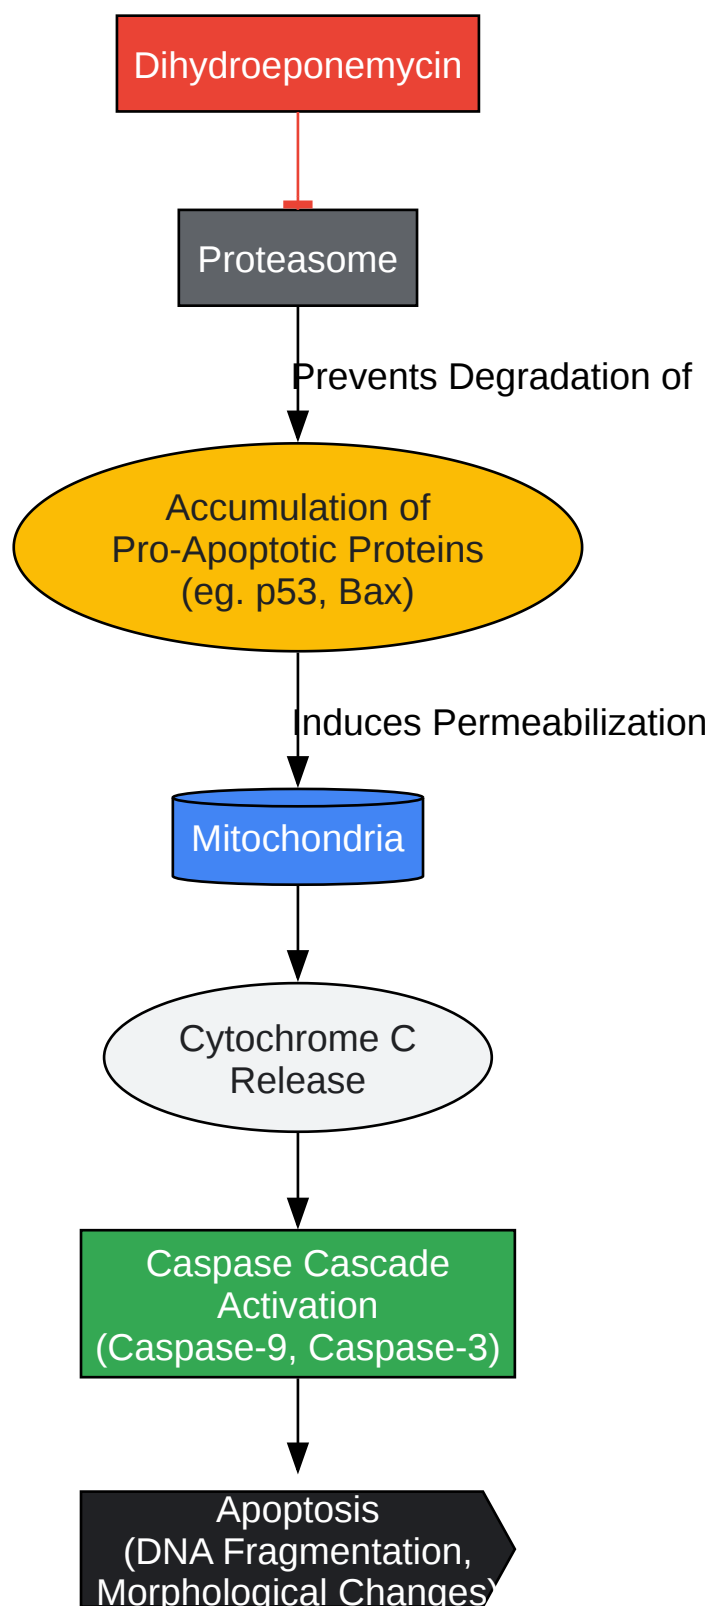 Dihydroeponemycin
Proteasome
Prevents Degradation of
Accumulation of
Pro-Apoptotic Proteins
(eg. p53, Bax)
Induces Permeabilization
Mitochondria
Cytochrome C
Release
Caspase Cascade
Activation
(Caspase-9, Caspase-3)
Apoptosis
(DNA Fragmentation,
Morphological Changes)